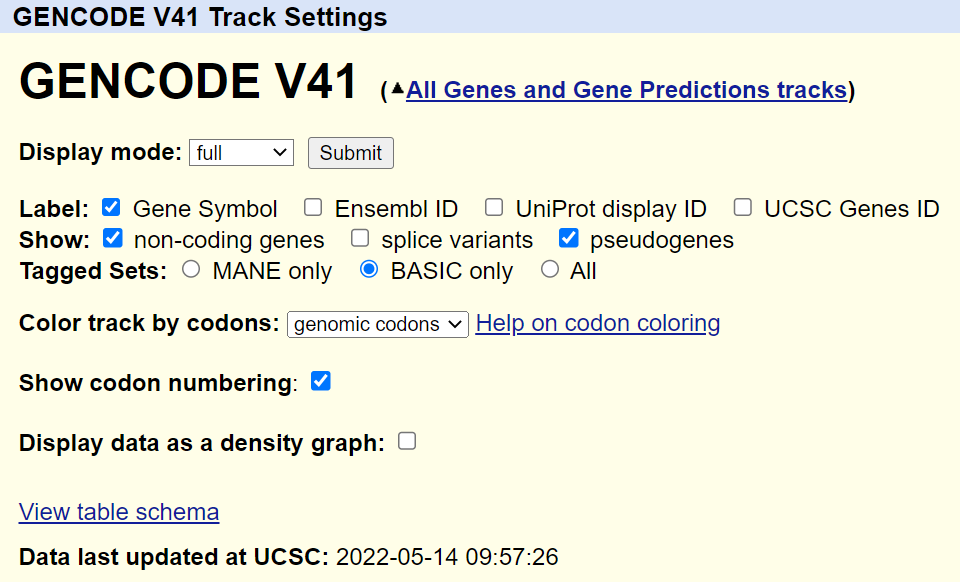 GENCODE V41 Track Settings
GENCODE V41 (▲All Genes and Gene Predictions tracks)
Display mode: full Submit
Label: Gene Symbol Ensembl ID UniProt display ID UCSC Genes ID
Show: non-coding genes splice variants pseudogenes
Tagged Sets: MANE only BASIC only All
Color track by codons: genomic codons Help on codon coloring
Show codon numbering:
Display data as a density graph:
View table schema
Data last updated at UCSC: 2022-05-14 09:57:26